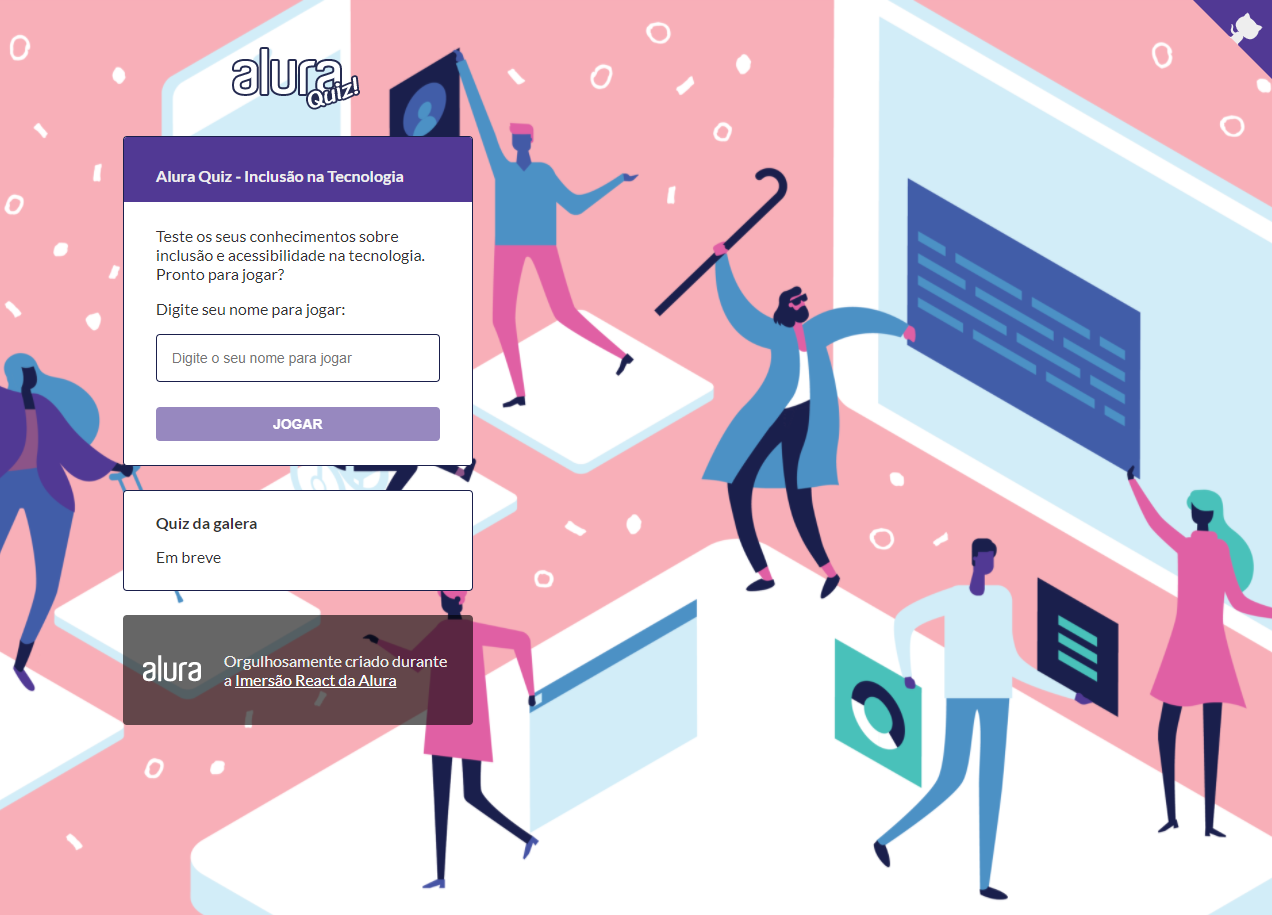 alura
Quiz!
Alura Quiz - Inclusão na Tecnologia
Teste os seus conhecimentos sobre
inclusão e acessibilidade na tecnologia.
Pronto para jogar?
Digite seu nome para jogar:
Digite o seu nome para jogar
JOGAR
Quiz da galera
Em breve
alura
Orgulhosamente criado durante
a Imersão React da Alura